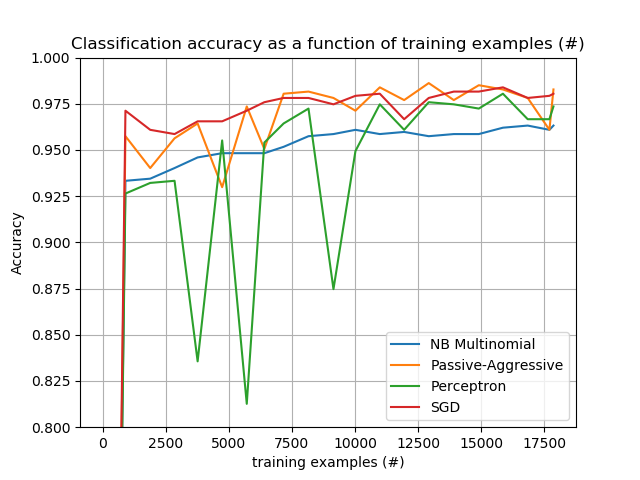 Classification accuracy as a function of training examples (#)
Accuracy
1.000
0.975
0.950
0.925
0.900
0.875
0.850
0.825
0.800
NB Multinomial
Passive-Aggressive
Perceptron
SGD
0 2500 5000 7500 10000 12500 15000 17500
training examples (#)